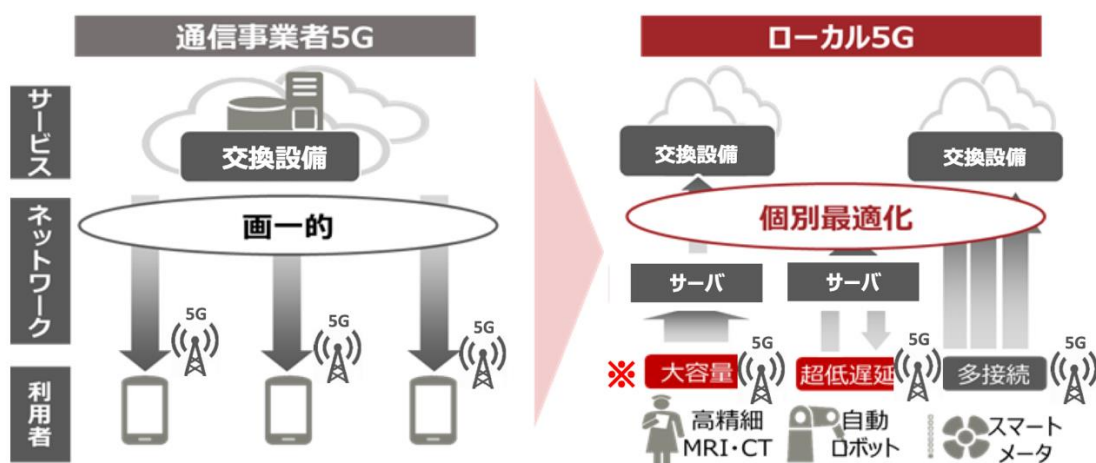 通信事業者5G
サービス
交換設備
画一的
ネットワーク
5G
5G
5G
利用者
ローカル5G
交換設備
交換設備
個別最適化
サーバ
サーバ
※
大容量
5G
超低遅延
5G
多接続
5G
高精細
MRI・CT
自動
ロボット
スマート
メータ